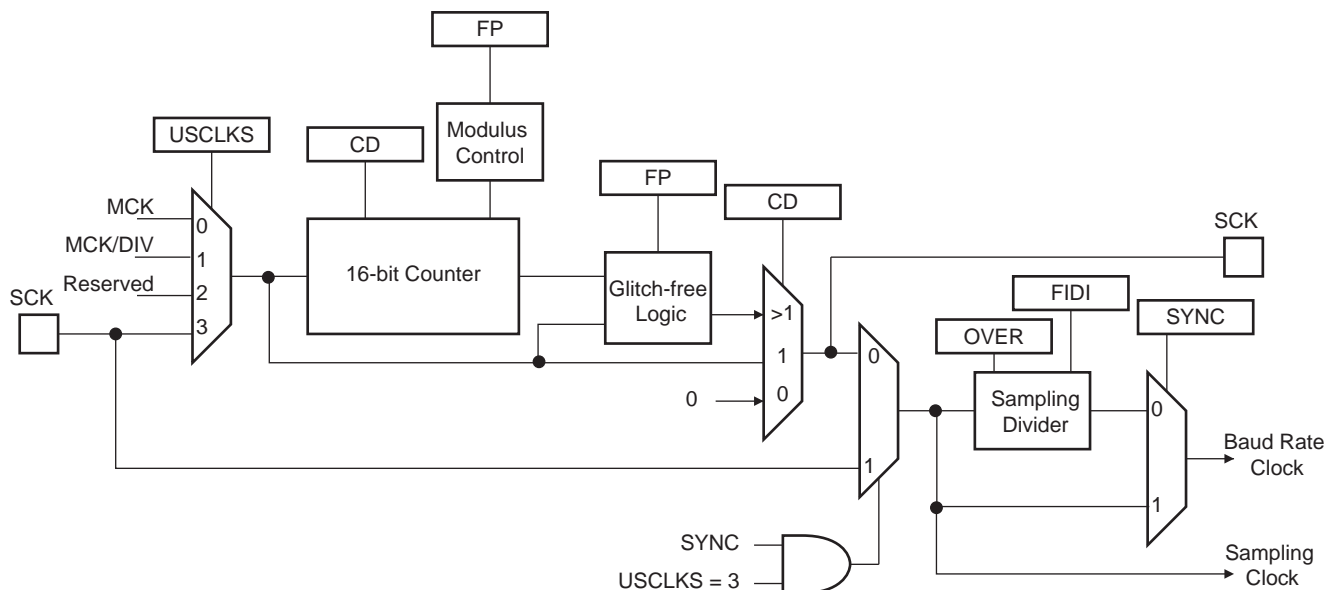 FP
USCLKS
CD
Modulus
Control
FP
CD
MCK
0
MCK/DIV
1
Reserved
2
SCK
3
16-bit Counter
Glitch-free
Logic
>1
1
0
0
SCK
FIDI
OVER
SYNC
0
1
Sampling
Divider
0
1
Baud Rate
Clock
SYNC
USCLKS = 3
Sampling
Clock